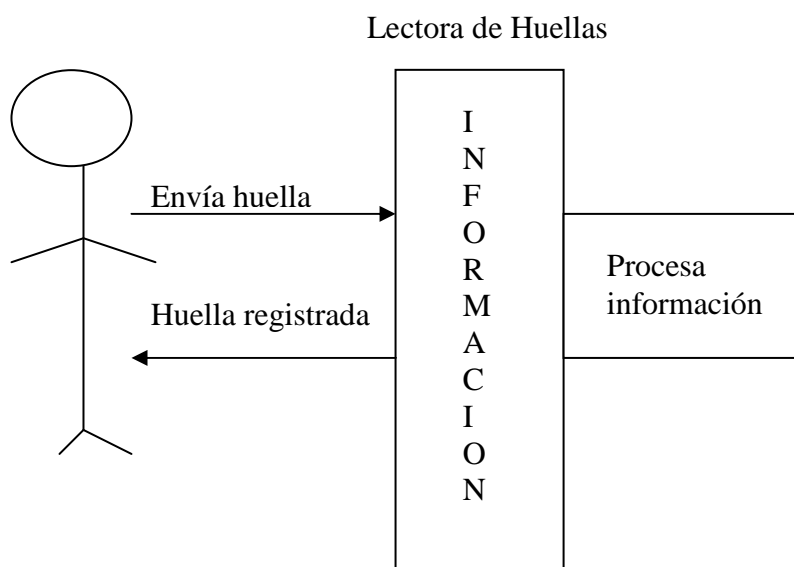 Lectora de Huellas
Envía huella
Huella registrada
I
N
F
O
R
M
A
C
I
O
N
Procesa
información